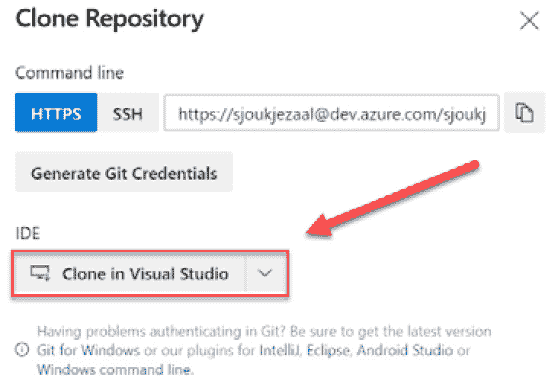 Clone Repository
Command line
HTTPS SSH https://sjoukjezaal@dev.azure.com/sjoukj
Generate Git Credentials
IDE
Clone in Visual Studio
Having problems authenticating in Git? Be sure to get the latest version
Git for Windows or our plugins for IntelliJ, Eclipse, Android Studio or
Windows command line.